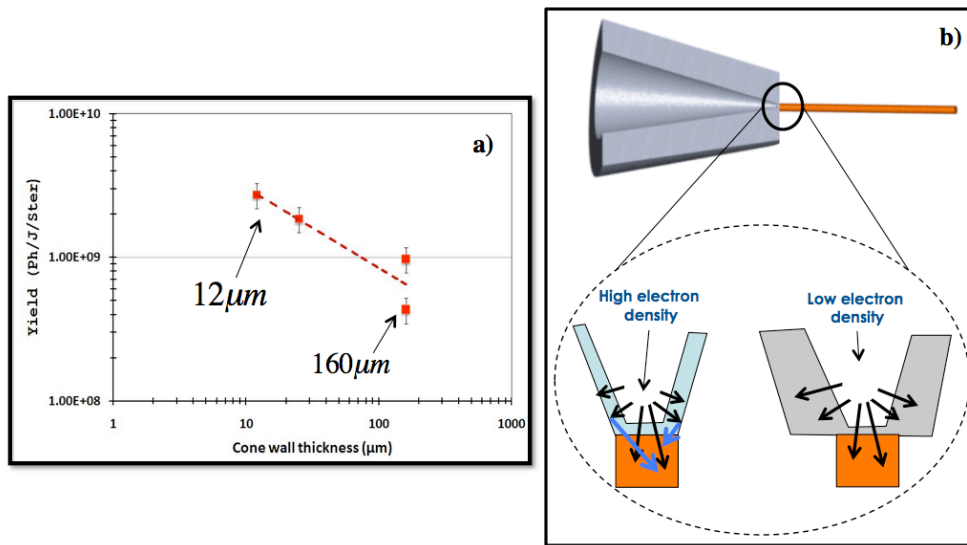 a)
1.00E+10
1.00E+09
1.00E+08
Yield (Ph/J/Ster)
12μm
160μm
1
10
100
1000
Cone wall thickness (μm)
b)
High electron
density
Low electron
density